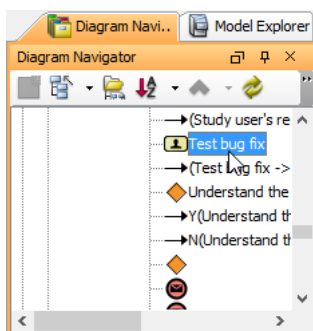 Diagram Navi.. Model Explorer
Diagram Navigator
(Study user's re
Test bug fix
(Test bug fix ->
Understand the
Y(Understand th
N(Understand th